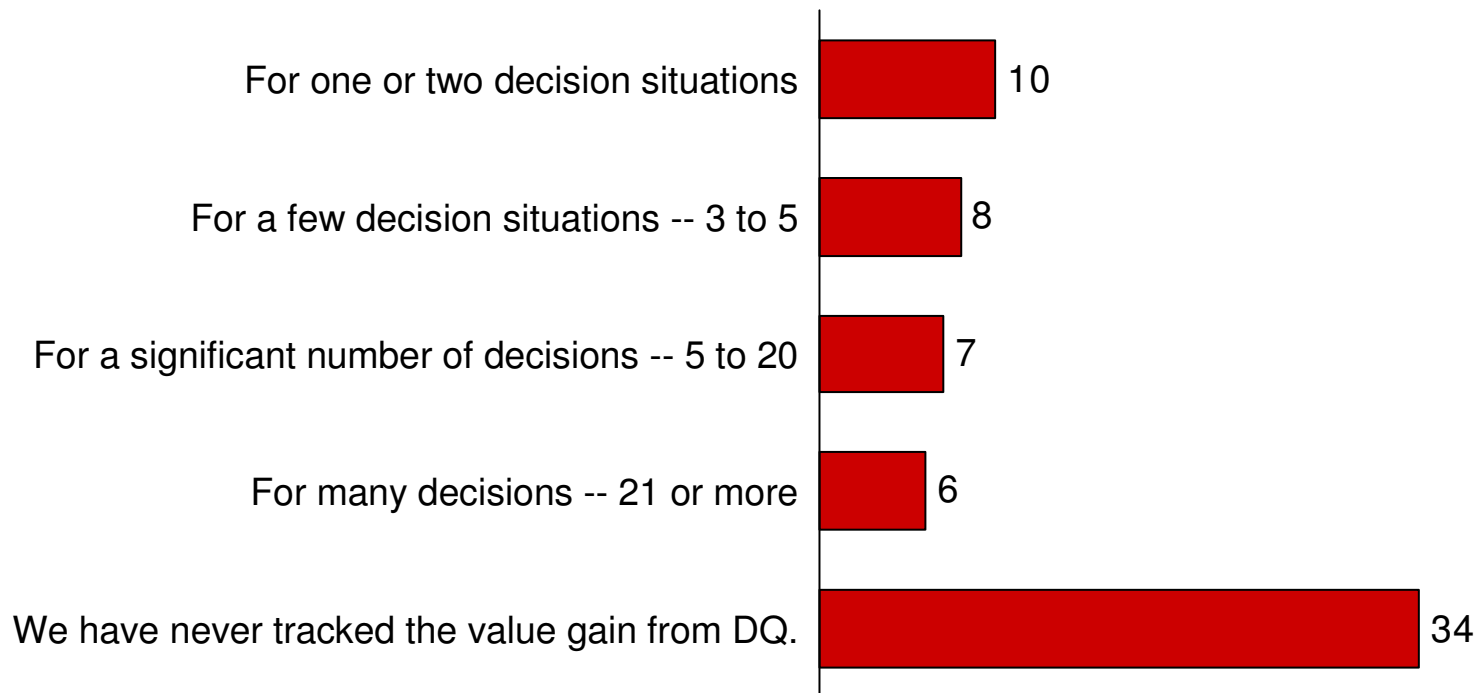 For one or two decision situations 10
For a few decision situations -- 3 to 5 8
For a significant number of decisions -- 5 to 20 7
For many decisions -- 21 or more 6
We have never tracked the value gain from DQ. 34